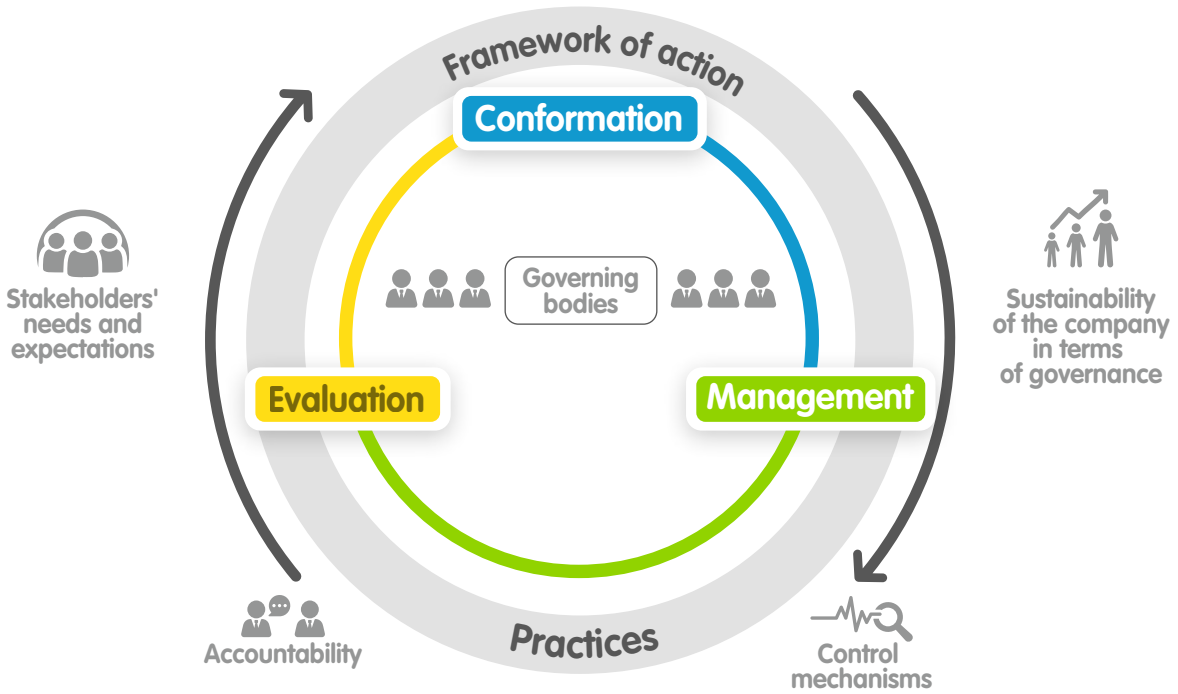 Framework of action
Conformation
Governing
bodies
Stakeholders'
needs and
expectations
Sustainability
of the company
in terms
of governance
Evaluation
Management
Accountability
Practices
Control
mechanisms